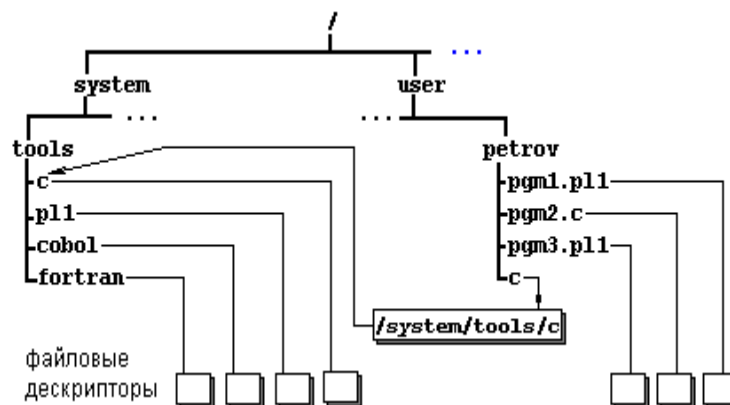 /
...
system
user
...
...
tools
petrov
c
pgm1.pl1
pl1
pgm2.c
cobol
pgm3.pl1
fortran
c
/system/tools/c
файловые
дескрипторы